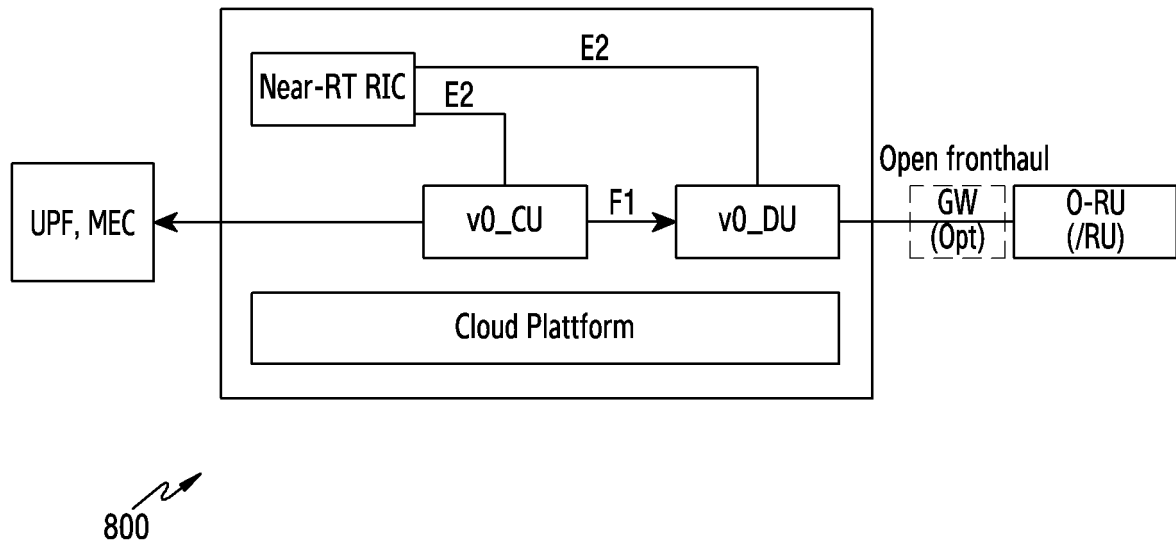 E2
Near-RT RIC
E2
Open fronthaul
UPF, MEC
v0_CU
F1
v0_DU
GW
(Opt)
O-RU
(/RU)
Cloud Plattform
800